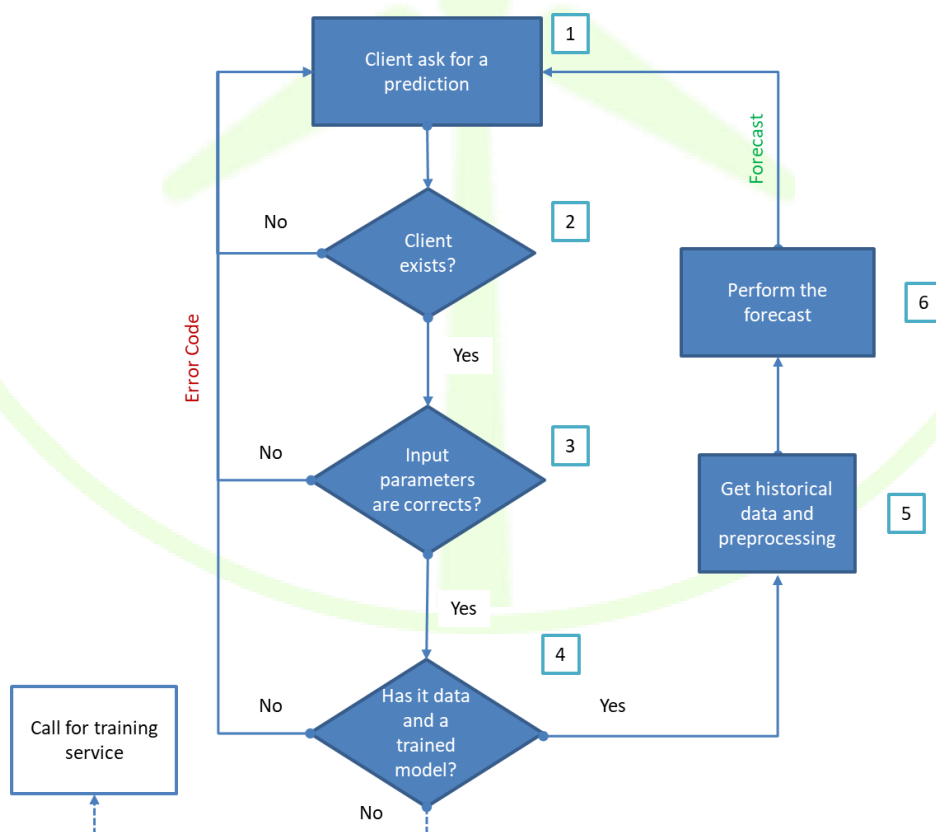 1
Client ask for a
prediction
Forecast
No
2
Client
exists?
Perform the
forecast
6
Error Code
Yes
No
3
Input
parameters
are corrects?
Get historical
data and
preprocessing
5
Yes
4
No
Has it data
and a
trained
model?
Yes
Call for training
service
No